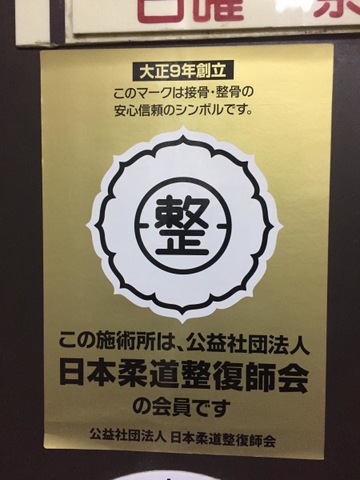 日曜
大正9年創立
このマークは接骨・整骨の
安心信頼のシンボルです。
整
この施術所は、公益社団法人
日本柔道整復師会
の会員です
公益社団法人 日本柔道整復師会